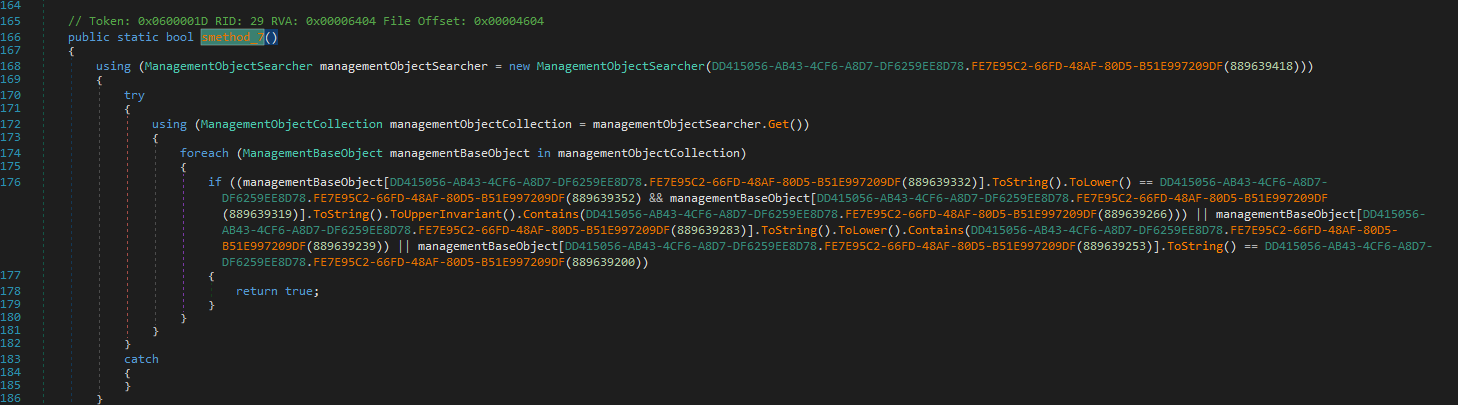 164
165 // Token: 0x0600001D RID: 29 RVA: 0x00006404 File Offset: 0x00004604
166 public static bool smethod_7()
167 {
168 using (ManagementObjectSearcher managementObjectSearcher = new ManagementObjectSearcher(DD415056-AB43-4CF6-A8D7-DF6259EE8D78.FE7E95C2-66FD-48AF-80D5-B51E997209DF(889639418)))
169 {
170 try
171 {
172 using (ManagementObjectCollection managementObjectCollection = managementObjectSearcher.Get())
173 {
174 foreach (ManagementBaseObject managementBaseObject in managementObjectCollection)
175 {
176 if ((managementBaseObject[DD415056-AB43-4CF6-A8D7-DF6259EE8D78.FE7E95C2-66FD-48AF-80D5-B51E997209DF(889639332)].ToString().ToLower() == DD415056-AB43-4CF6-A8D7-
DF6259EE8D78.FE7E95C2-66FD-48AF-80D5-B51E997209DF(889639352) && managementBaseObject[DD415056-AB43-4CF6-A8D7-DF6259EE8D78.FE7E95C2-66FD-48AF-80D5-B51E997209DF
(889639319)].ToString().ToUpperInvariant().Contains(DD415056-AB43-4CF6-A8D7-DF6259EE8D78.FE7E95C2-66FD-48AF-80D5-B51E997209DF(889639266))) || managementBaseObject[DD415056-
AB43-4CF6-A8D7-DF6259EE8D78.FE7E95C2-66FD-48AF-80D5-B51E997209DF(889639283)].ToString().ToLower().Contains(DD415056-AB43-4CF6-A8D7-DF6259EE8D78.FE7E95C2-66FD-48AF-80D5-
B51E997209DF(889639239)) || managementBaseObject[DD415056-AB43-4CF6-A8D7-DF6259EE8D78.FE7E95C2-66FD-48AF-80D5-B51E997209DF(889639253)].ToString() == DD415056-AB43-4CF6-A8D7-
DF6259EE8D78.FE7E95C2-66FD-48AF-80D5-B51E997209DF(889639200))
177 {
178 return true;
179 }
180 }
181 }
182 }
183 catch
184 {
185 }
186 }